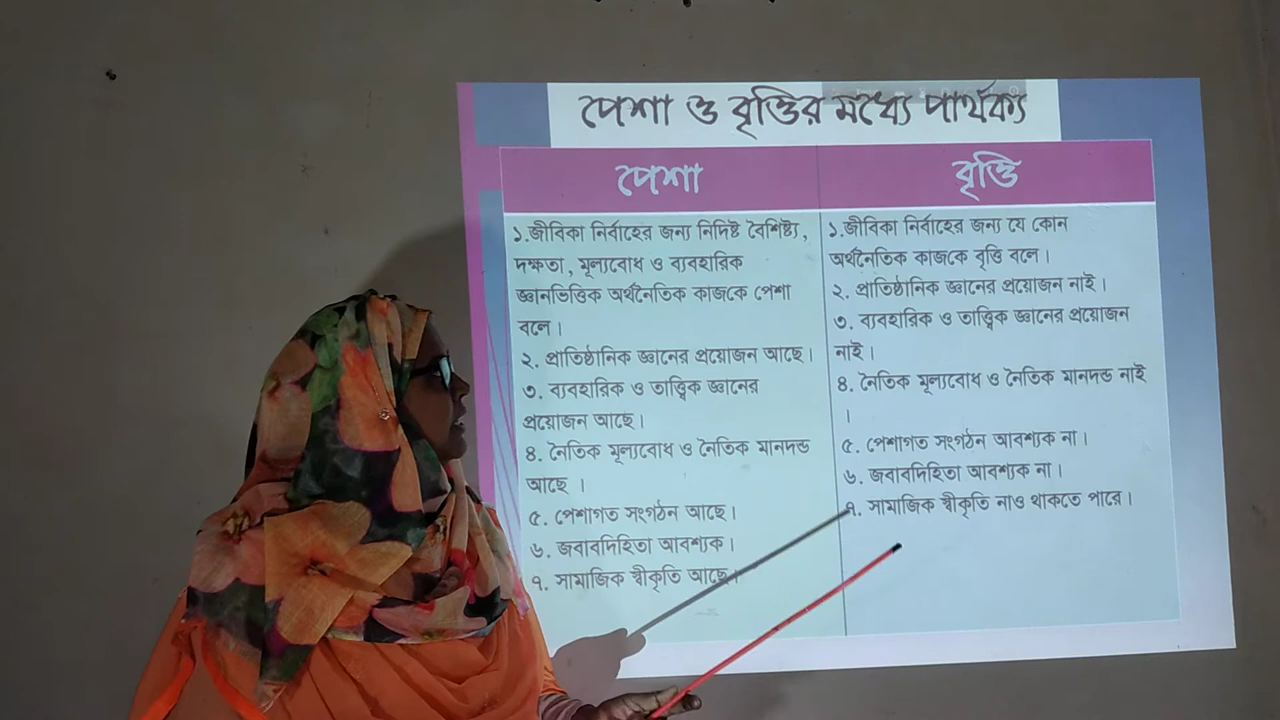 পেশা ও বৃত্তির মধ্যে পার্থক্য
পেশা
১.জীবিকা নির্বাহের জন্য নিদিষ্ট বৈশিষ্ট্য,
দক্ষতা, মূল্যবোধ ও ব্যবহারিক
জ্ঞানভিত্তিক অর্থনৈতিক কাজকে পেশা
বলে।
২. প্রাতিষ্ঠানিক জ্ঞানের প্রয়োজন আছে।
৩. ব্যবহারিক ও তাত্ত্বিক জ্ঞানের
প্রয়োজন আছে।
৪. নৈতিক মূল্যবোধ ও নৈতিক মানদন্ড
আছে ।
৫. পেশাগত সংগঠন আছে।
৬. জবাবদিহিতা আবশ্যক।
৭. সামাজিক স্বীকৃতি আছে।
বৃত্তি
১.জীবিকা নির্বাহের জন্য যে কোন
অর্থনৈতিক কাজকে বৃত্তি বলে।
২. প্রাতিষ্ঠানিক জ্ঞানের প্রয়োজন নাই।
৩. ব্যবহারিক ও তাত্ত্বিক জ্ঞানের প্রয়োজন
নাই।
৪. নৈতিক মূল্যবোধ ও নৈতিক মানদন্ড নাই
।
৫. পেশাগত সংগঠন আবশ্যক না।
৬. জবাবদিহিতা আবশ্যক না।
৭. সামাজিক স্বীকৃতি নাও থাকতে পারে।